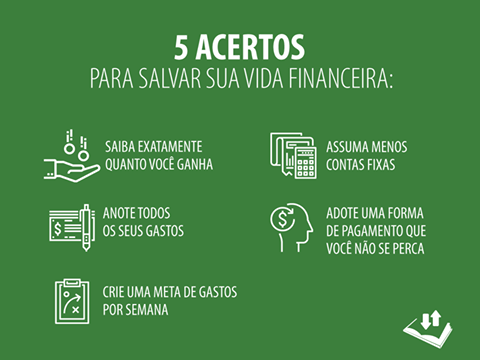 5 ACERTOS
PARA SALVAR SUA VIDA FINANCEIRA:
SAIBA EXATAMENTE
QUANTO VOCÊ GANHA
ANOTE TODOS
OS SEUS GASTOS
CRIE UMA META DE GASTOS
POR SEMANA
ASSUMA MENOS
CONTAS FIXAS
ADOTE UMA FORMA
DE PAGAMENTO QUE
VOCÊ NÃO SE PERCA